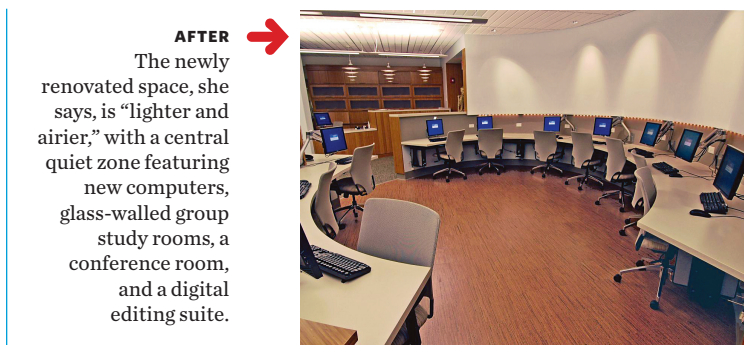 AFTER
The newly
renovated space, she
says, is “lighter and
airier,” with a central
quiet zone featuring
new computers,
glass-walled group
study rooms, a
conference room,
and a digital
editing suite.